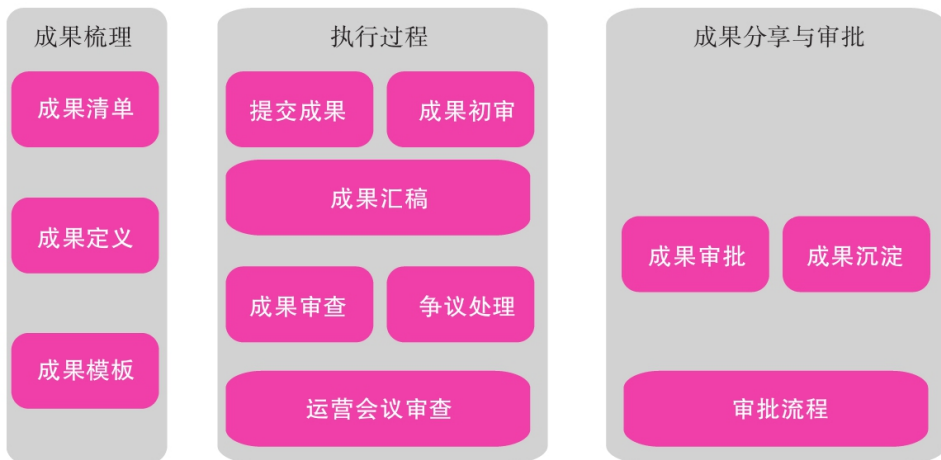 成果梳理
成果清单
成果定义
成果模板
执行过程
提交成果
成果初审
成果汇稿
成果审查
争议处理
运营会议审查
成果分享与审批
成果审批
成果沉淀
审批流程